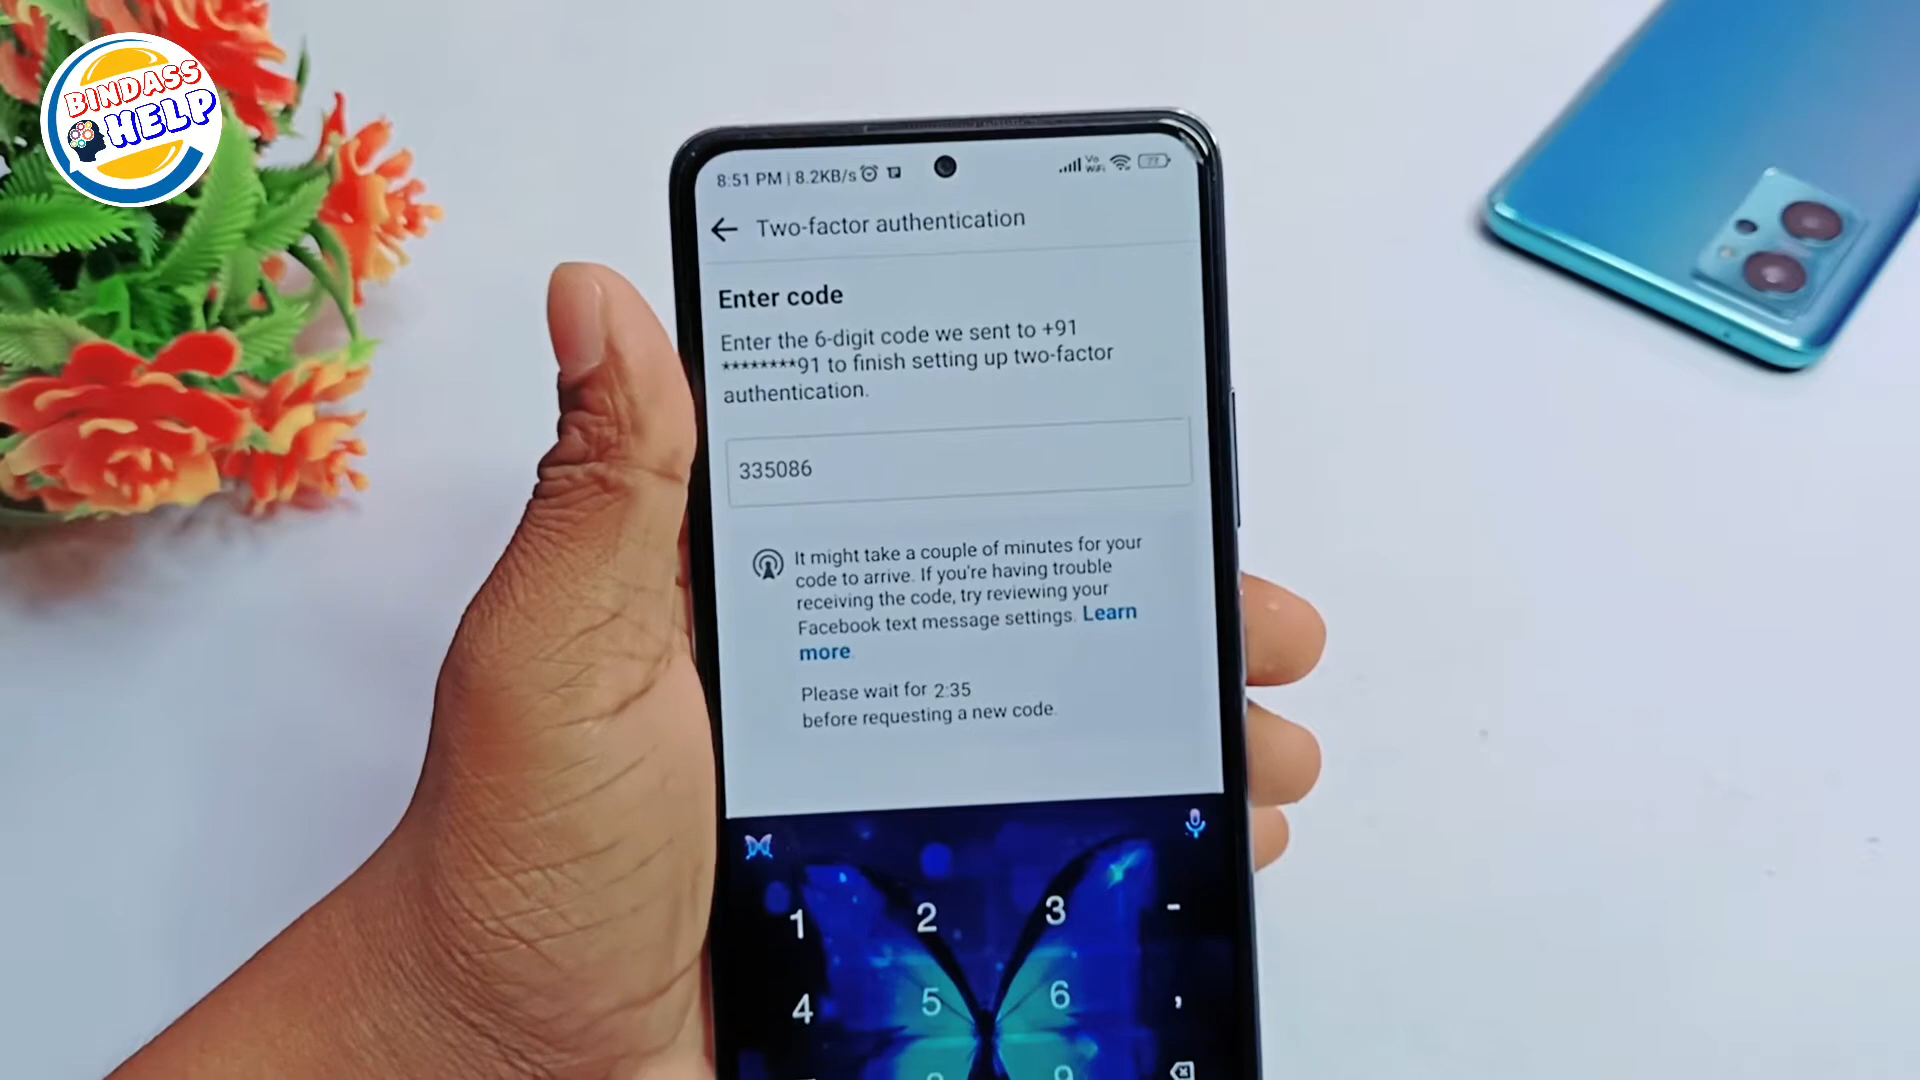 BINDASS
HELP
8:51 PM | 8.2KB/s
Vo
WiFi
77
Two-factor authentication
Enter code
Enter the 6-digit code we sent to +91
********91 to finish setting up two-factor
authentication.
335086
It might take a couple of minutes for your
code to arrive. If you're having trouble
receiving the code, try reviewing your
Facebook text message settings. Learn
more
Please wait for 2:35
before requesting a new code.
1 2 3 -
4 5 6 ,